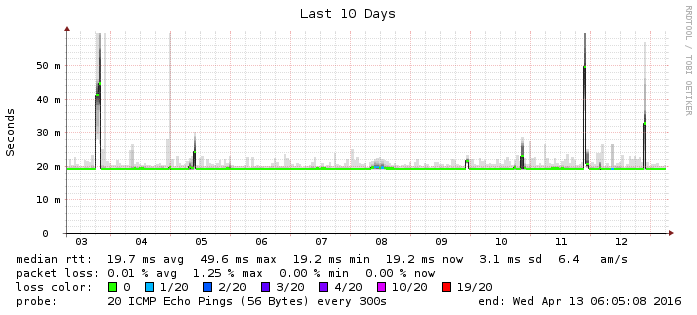 Last 10 Days
RRDTOOL / TOBI OETIKER
Seconds
50 m
40 m
30 m
20 m
10 m
0
03 04 05 06 07 08 09 10 11 12
median rtt: 19.7 ms avg 49.6 ms max 19.2 ms min 19.2 ms now 3.1 ms sd 6.4 am/s
packet loss: 0.01 % avg 1.25 % max 0.00 % min 0.00 % now
loss color: 0 1/20 2/20 3/20 4/20 10/20 19/20
probe: 20 ICMP Echo Pings (56 Bytes) every 300s end: Wed Apr 13 06:05:08 2016